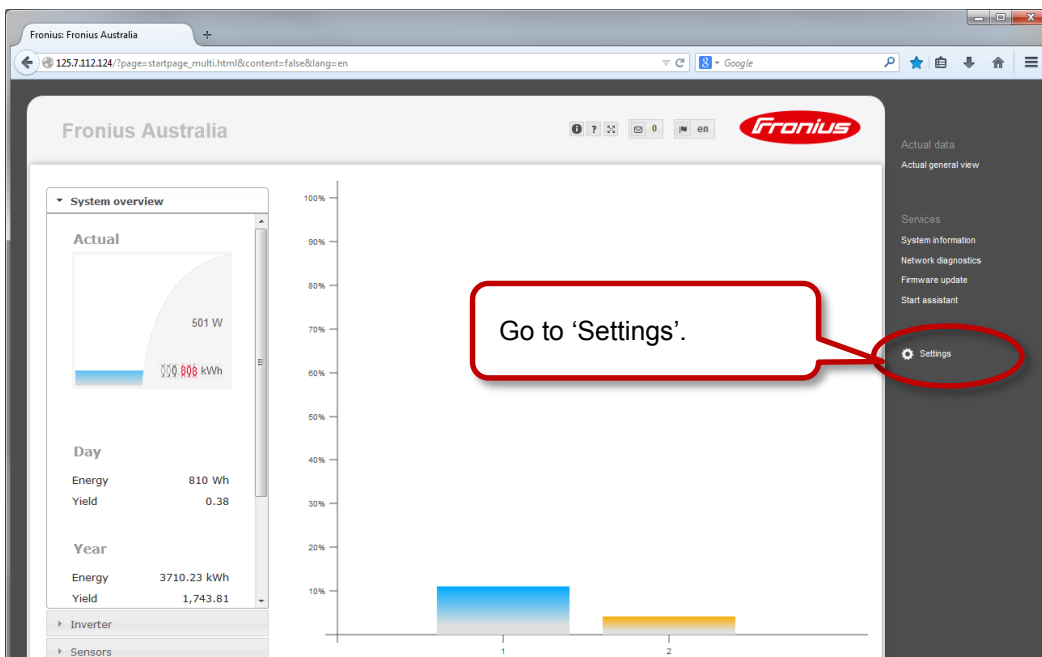 Fronius: Fronius Australia
125.7.112.124/?page=startpage_multi.html&content=false&lang=en
Google
Fronius Australia
0
en
Fronius
Actual data
Actual general view
Services
System information
Network diagnostics
Firmware update
Start assistant
Settings
System overview
Actual
501 W
808 kWh
Day
Energy 810 Wh
Yield 0.38
Year
Energy 3710.23 kWh
Yield 1,743.81
Inverter
Sensors
100%
90%
80%
70%
60%
50%
40%
30%
20%
10%
1 2
Go to ‘Settings’.